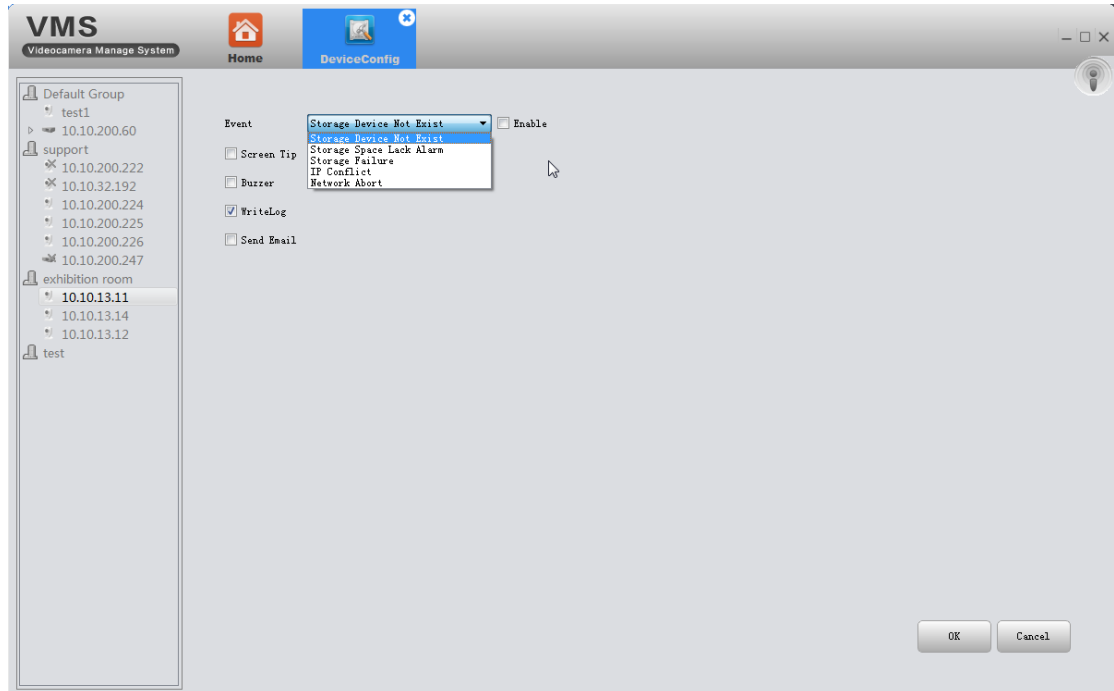 VMS
Videocamera Manage System
Home
DeviceConfig
Default Group
test1
10.10.200.60
support
10.10.200.222
10.10.32.192
10.10.200.224
10.10.200.225
10.10.200.226
10.10.200.247
exhibition room
10.10.13.11
10.10.13.14
10.10.13.12
test
Event Storage Device Not Exist Enable
Storage Device Not Exist
Storage Space Lack Alarm
Storage Failure
IP Conflict
Network Abort
Screen Tip
Buzzer
WriteLog
Send Email
OK Cancel